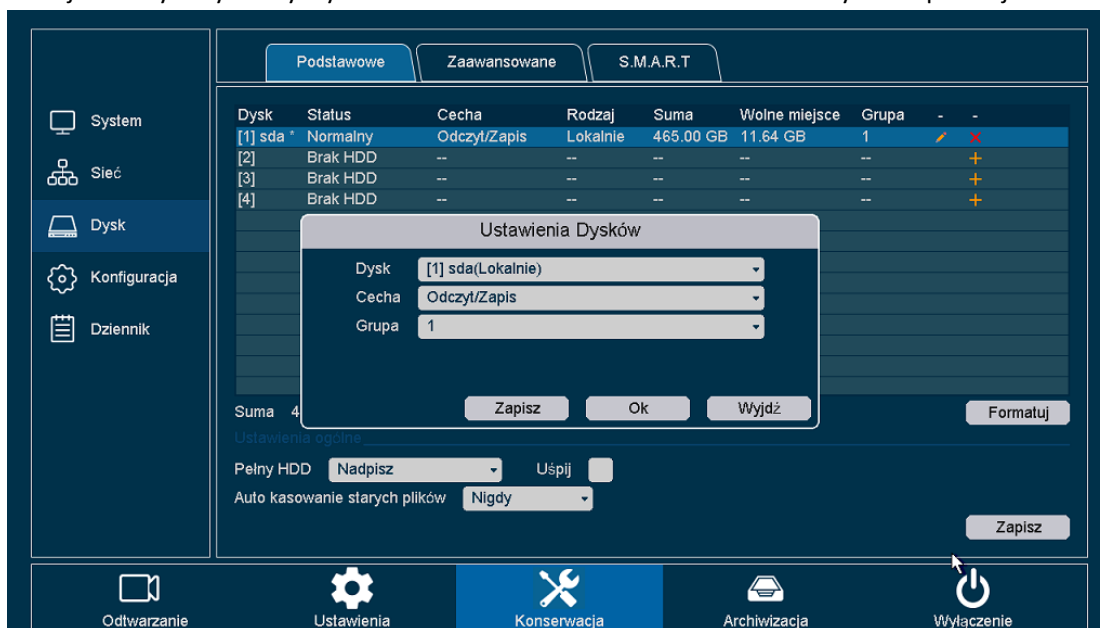 Podstawowe Zaawansowane S.M.A.R.T
System
Sieć
Dysk
Konfiguracja
Dziennik
Dysk Status Cecha Rodzaj Suma Wolne miejsce Grupa - -
[1] sda * Normalny Odczyt/Zapis Lokalnie 465.00 GB 11.64 GB 1
[2] Brak HDD -- -- -- -- -- +
[3] Brak HDD -- -- -- -- -- +
[4] Brak HDD -- -- -- -- -- +
Ustawienia Dysków
Dysk [1] sda(Lokalnie)
Cecha Odczyt/Zapis
Grupa 1
Zapisz Ok Wyjdż
Suma 4
Formatuj
Ustawienia ogólne
Pełny HDD Nadpisz Uśpij
Auto kasowanie starych plików Nigdy
Zapisz
Odtwarzanie Ustawienia Konserwacja Archiwizacja Wyłączenie